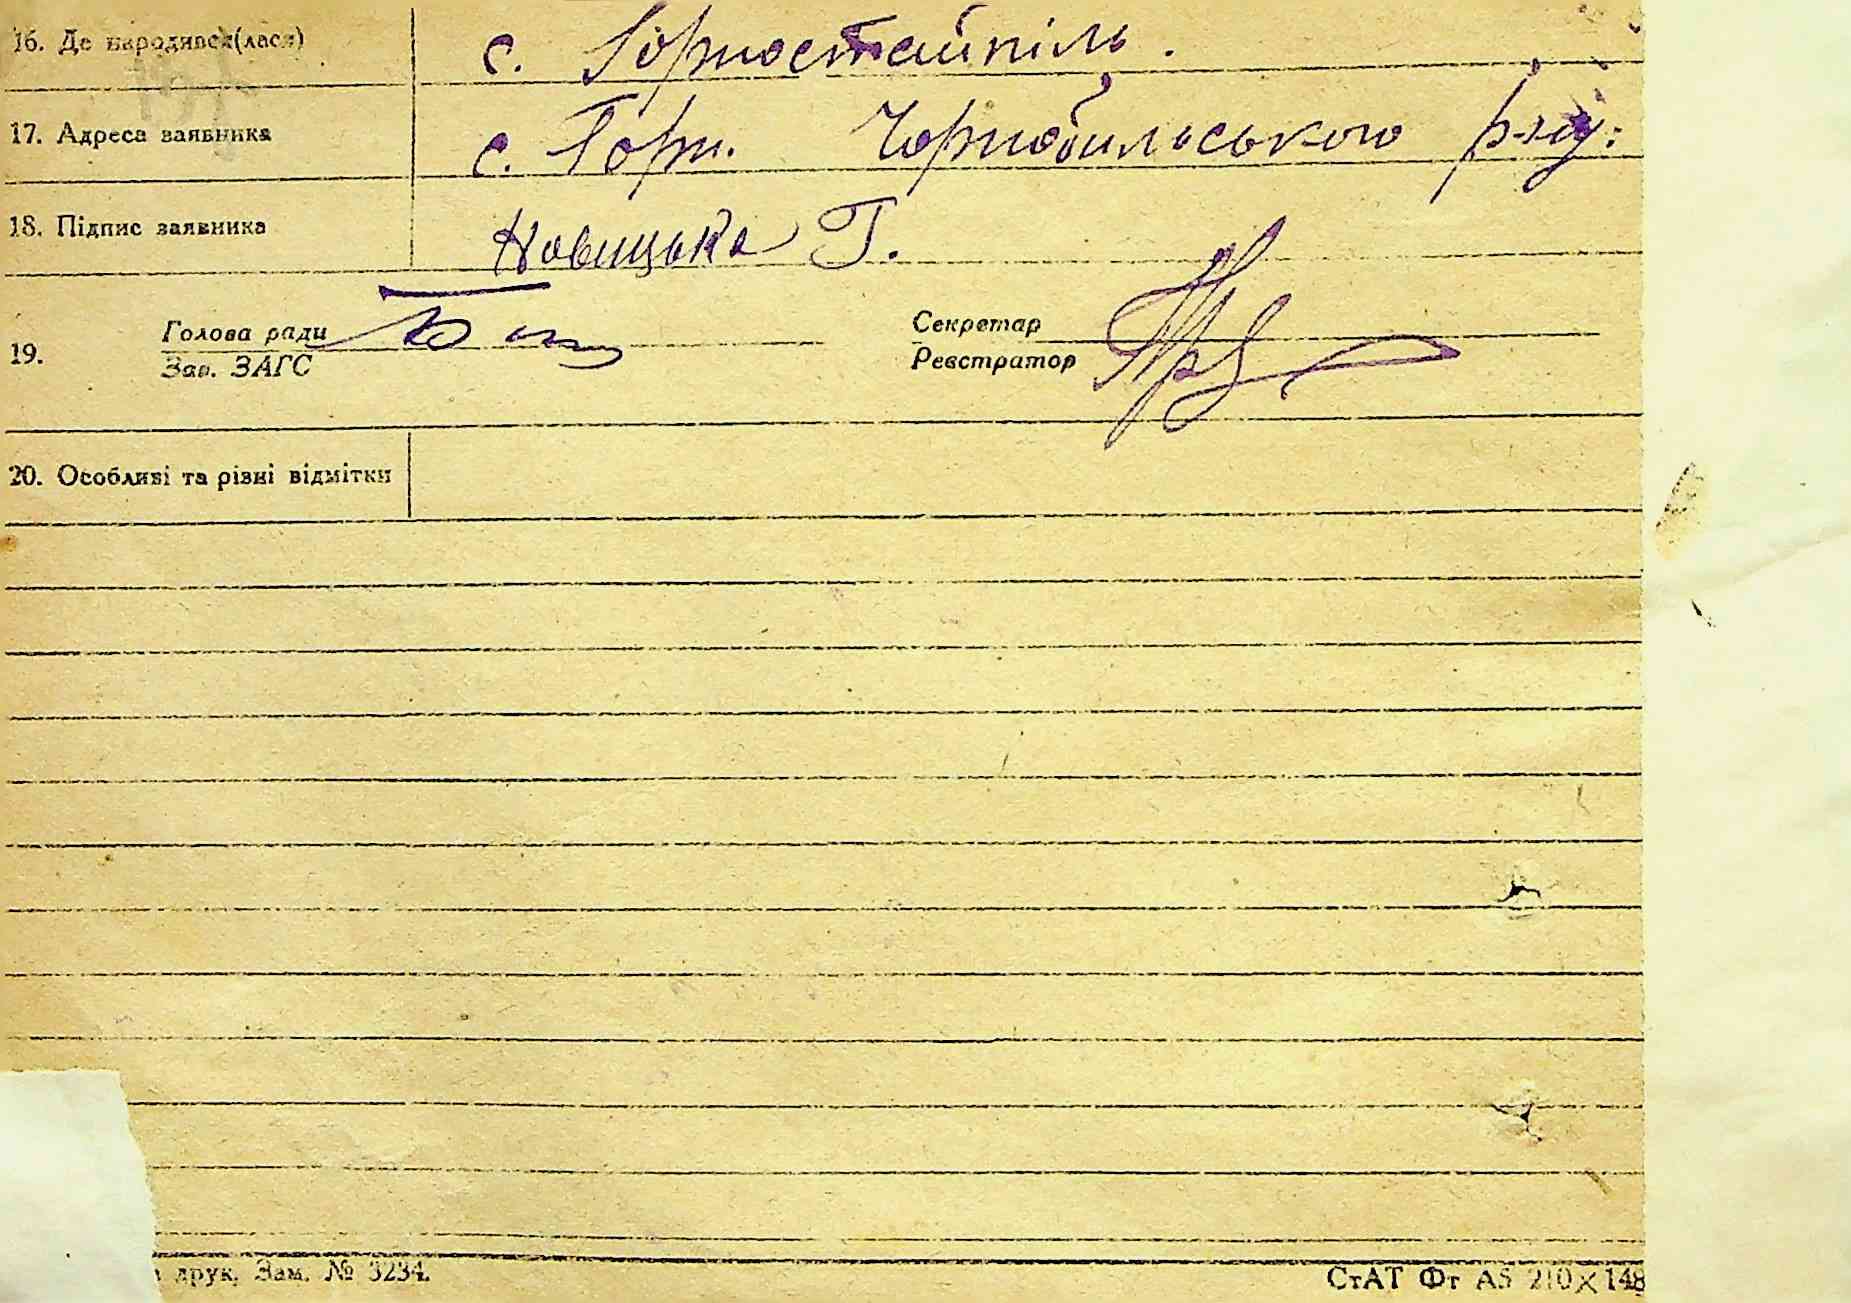 16. Де народився(лася) с. Горностайпіль.
17. Адреса заявника с. Горн. Чорнобильського р-ну.
18. Підпис заявника Новицька Г.
19. Голова ради Секретар
Зав. ЗАГС Реєстратор
20. Особливі та різні відмітки
друк. Зам. № 3234. СтАТ Фт А5 210×148